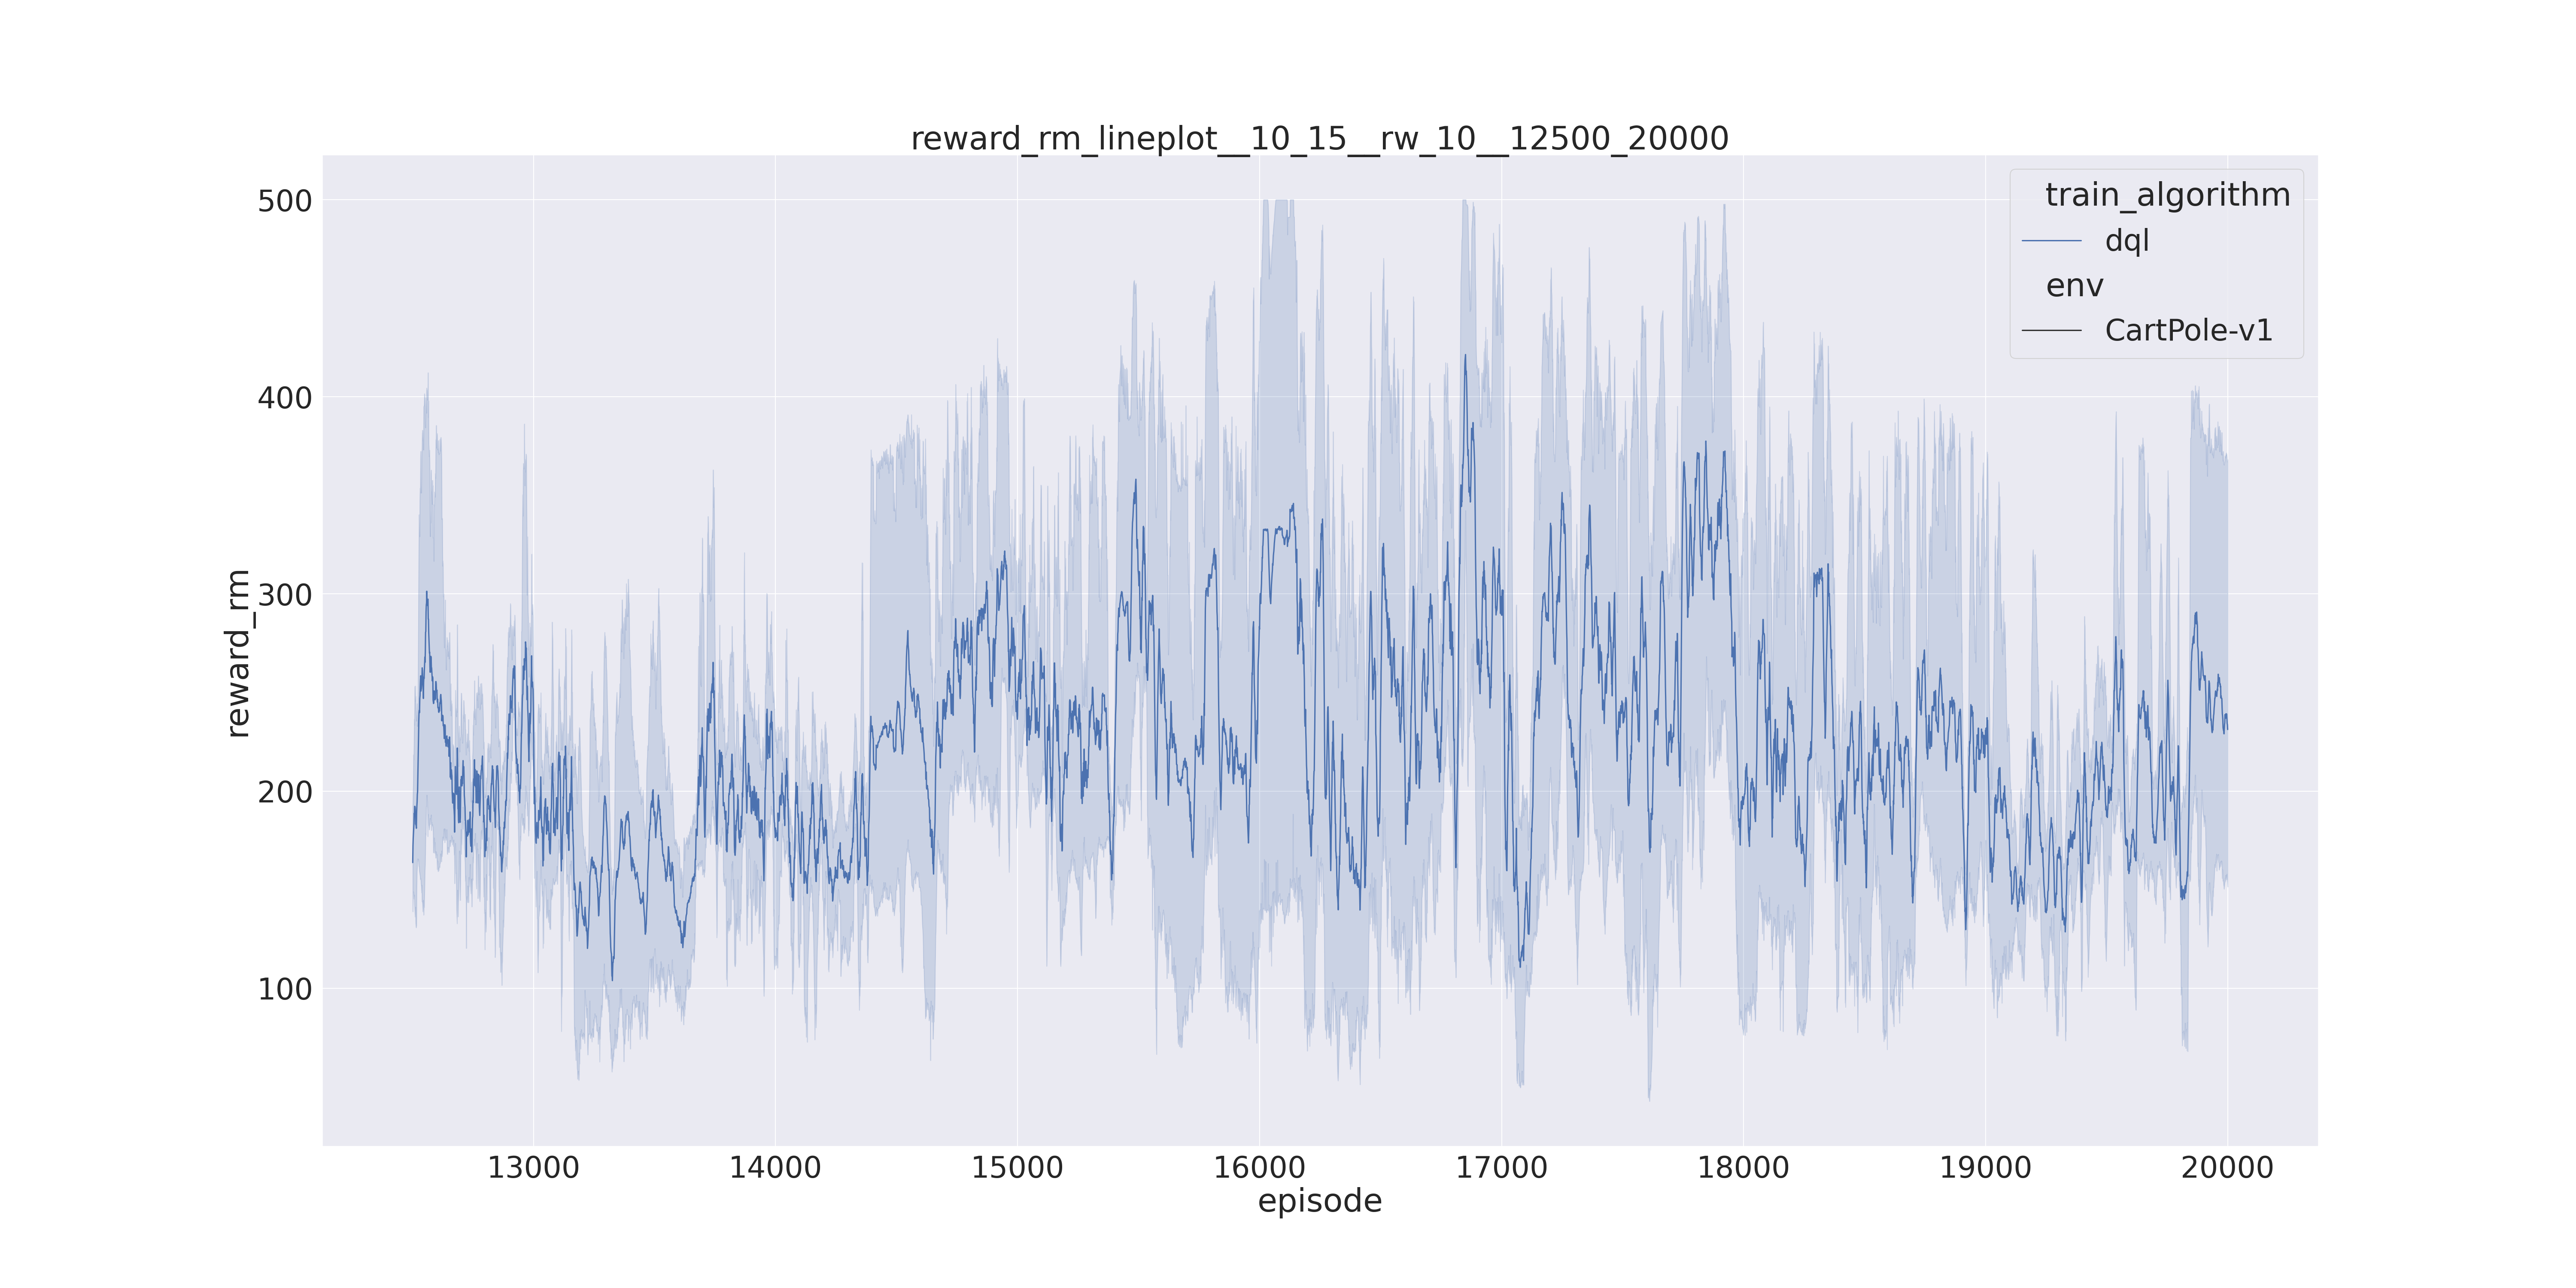 reward_rm_lineplot__10_15__rw_10__12500_20000
train_algorithm
dql
env
CartPole-v1
500
400
300
200
100
reward_rm
13000 14000 15000 16000 17000 18000 19000 20000
episode